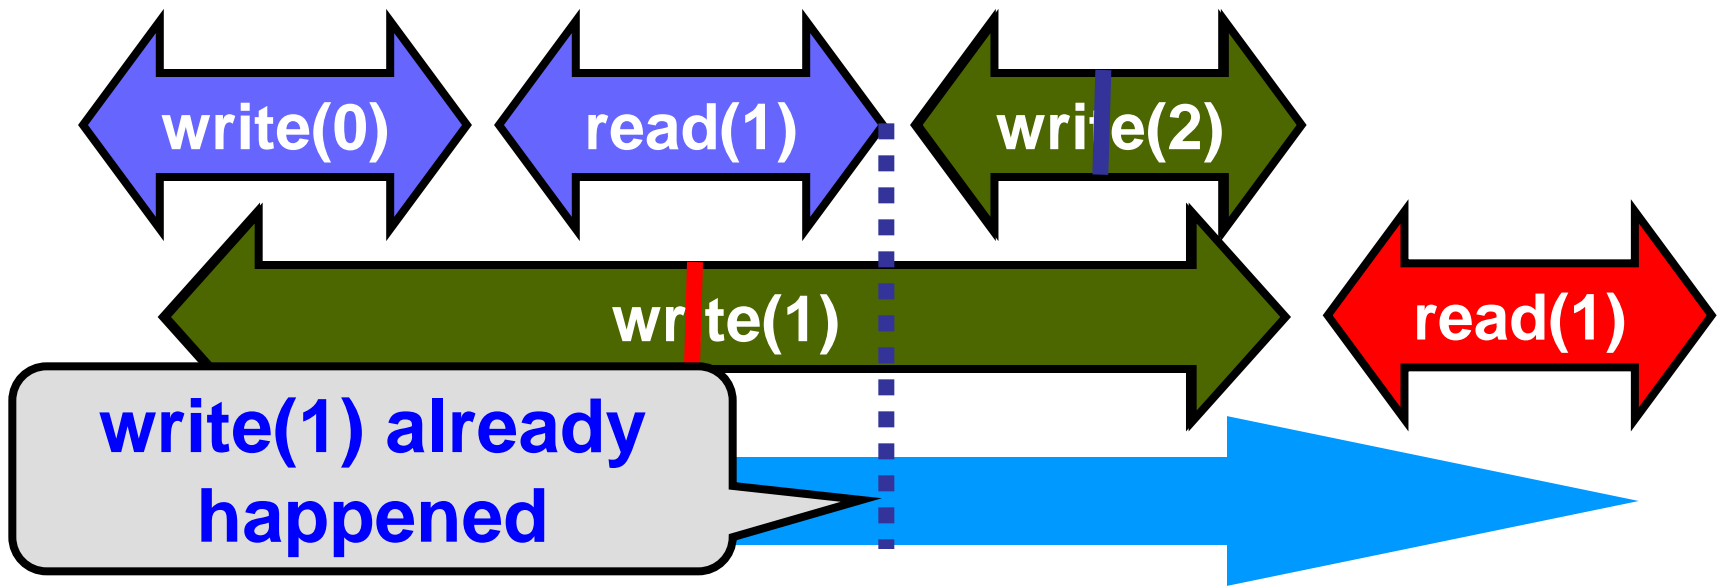 write(0)
read(1)
write(2)
write(1)
read(1)
write(1) already
happened